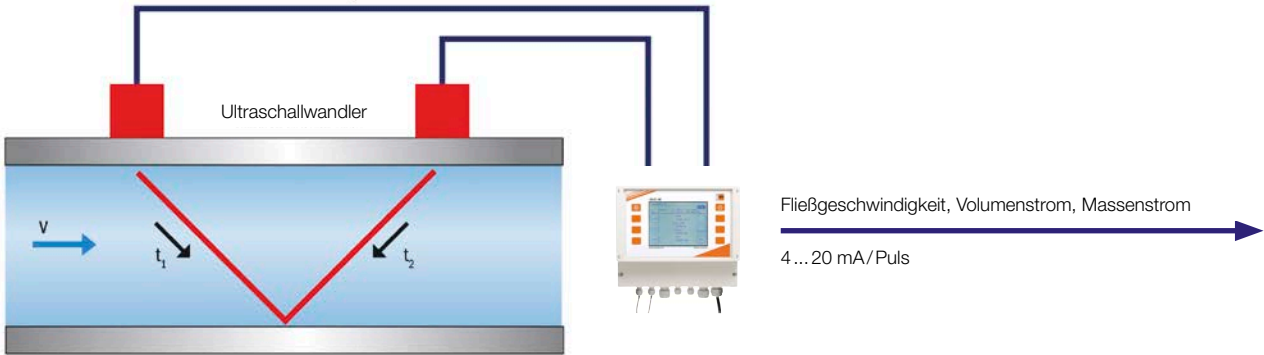 Ultraschallwandler
V
t1
t2
Fließgeschwindigkeit, Volumenstrom, Massenstrom
4 ... 20 mA / Puls